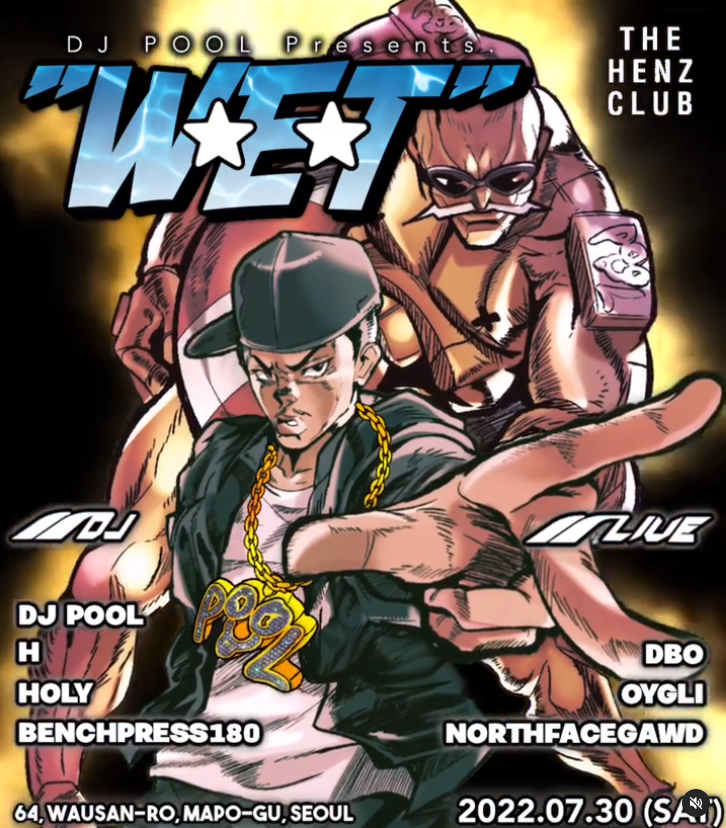 DJ POOL Presents.
"WET"
THE
HENZ
CLUB
POOL
DJ
LIVE
DJ POOL
H
HOLY
BENCHPRESS180
DBO
OYGLI
NORTHFACEGAWD
64, WAUSAN-RO, MAPO-GU, SEOUL
2022.07.30 (SAT)